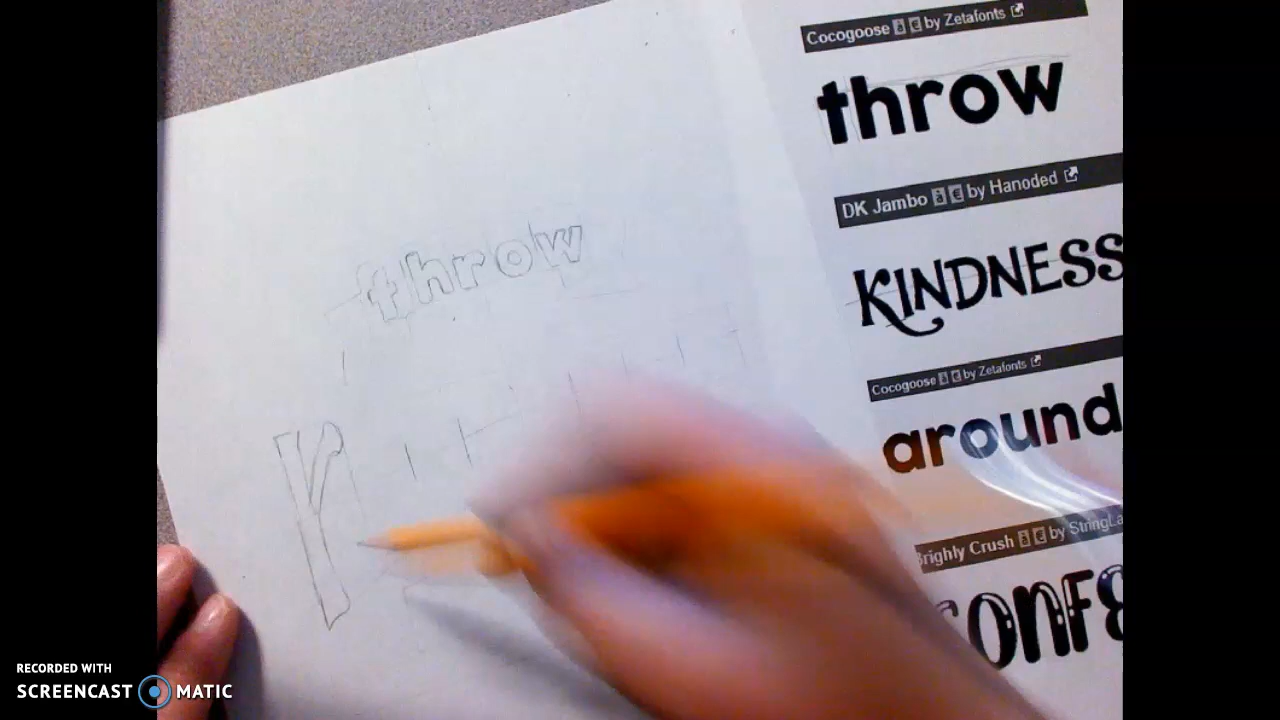 Cocogoose à € by Zetafonts
throw
DK Jambo à € by Hanoded
KINDNESS
Cocogoose à € by Zetafonts
around
Brighly Crush à € by StringLa
CONFE
throw
RECORDED WITH
SCREENCAST MATIC